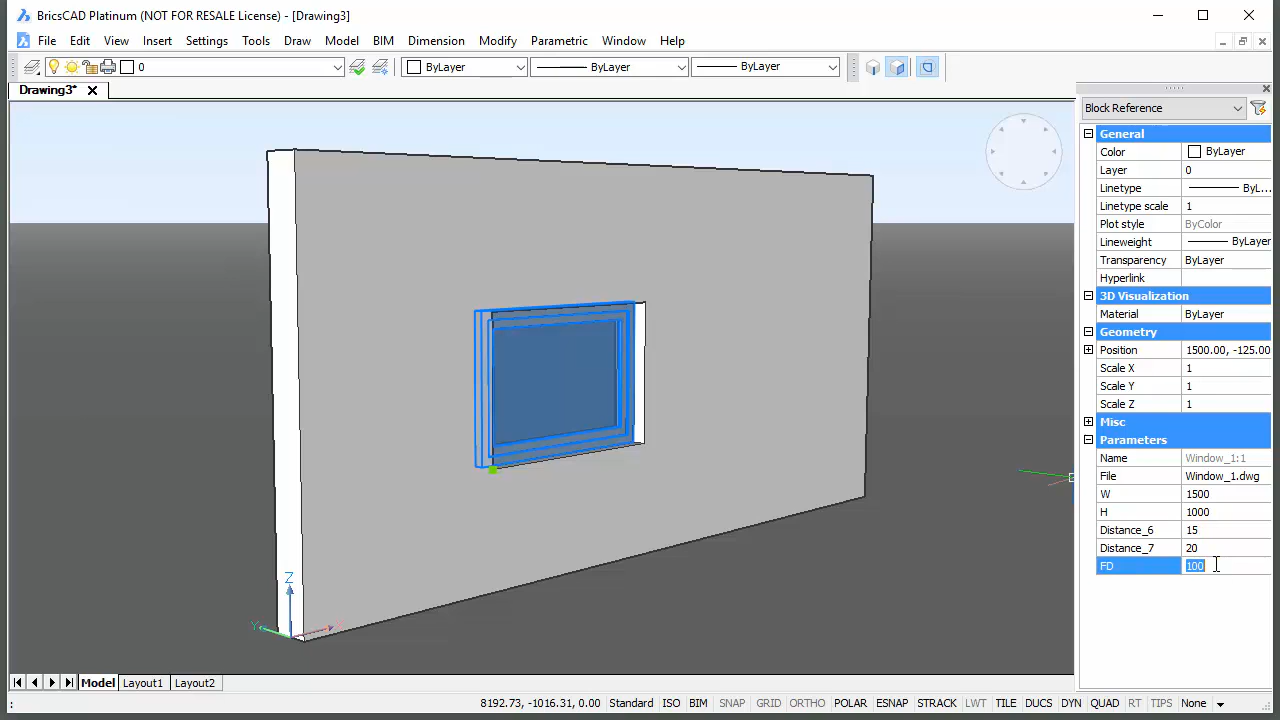 BricsCAD Platinum (NOT FOR RESALE License) - [Drawing3]
File Edit View Insert Settings Tools Draw Model BIM Dimension Modify Parametric Window Help
0 ByLayer ByLayer ByLayer
Drawing3*
Block Reference
General
Color ByLayer
Layer 0
Linetype ByL...
Linetype scale 1
Plot style ByColor
Lineweight ByLayer
Transparency ByLayer
Hyperlink
3D Visualization
Material ByLayer
Geometry
Position 1500.00, -125.00
Scale X 1
Scale Y 1
Scale Z 1
Misc
Parameters
Name Window_1:1
File Window_1.dwg
W 1500
H 1000
Distance_6 15
Distance_7 20
FD 100
Z
Y X
Model Layout1 Layout2
: 8192.73, -1016.31, 0.00 Standard ISO BIM SNAP GRID ORTHO POLAR ESNAP STRACK LWT TILE DUCS DYN QUAD RT TIPS None